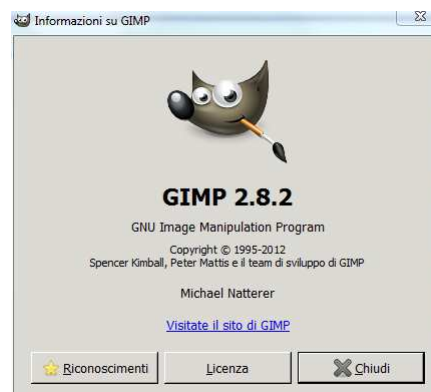 Informazioni su GIMP
GIMP 2.8.2
GNU Image Manipulation Program
Copyright © 1995-2012
Spencer Kimball, Peter Mattis e il team di sviluppo di GIMP
Michael Natterer
Visitate il sito di GIMP
Riconoscimenti
Licenza
Chiudi